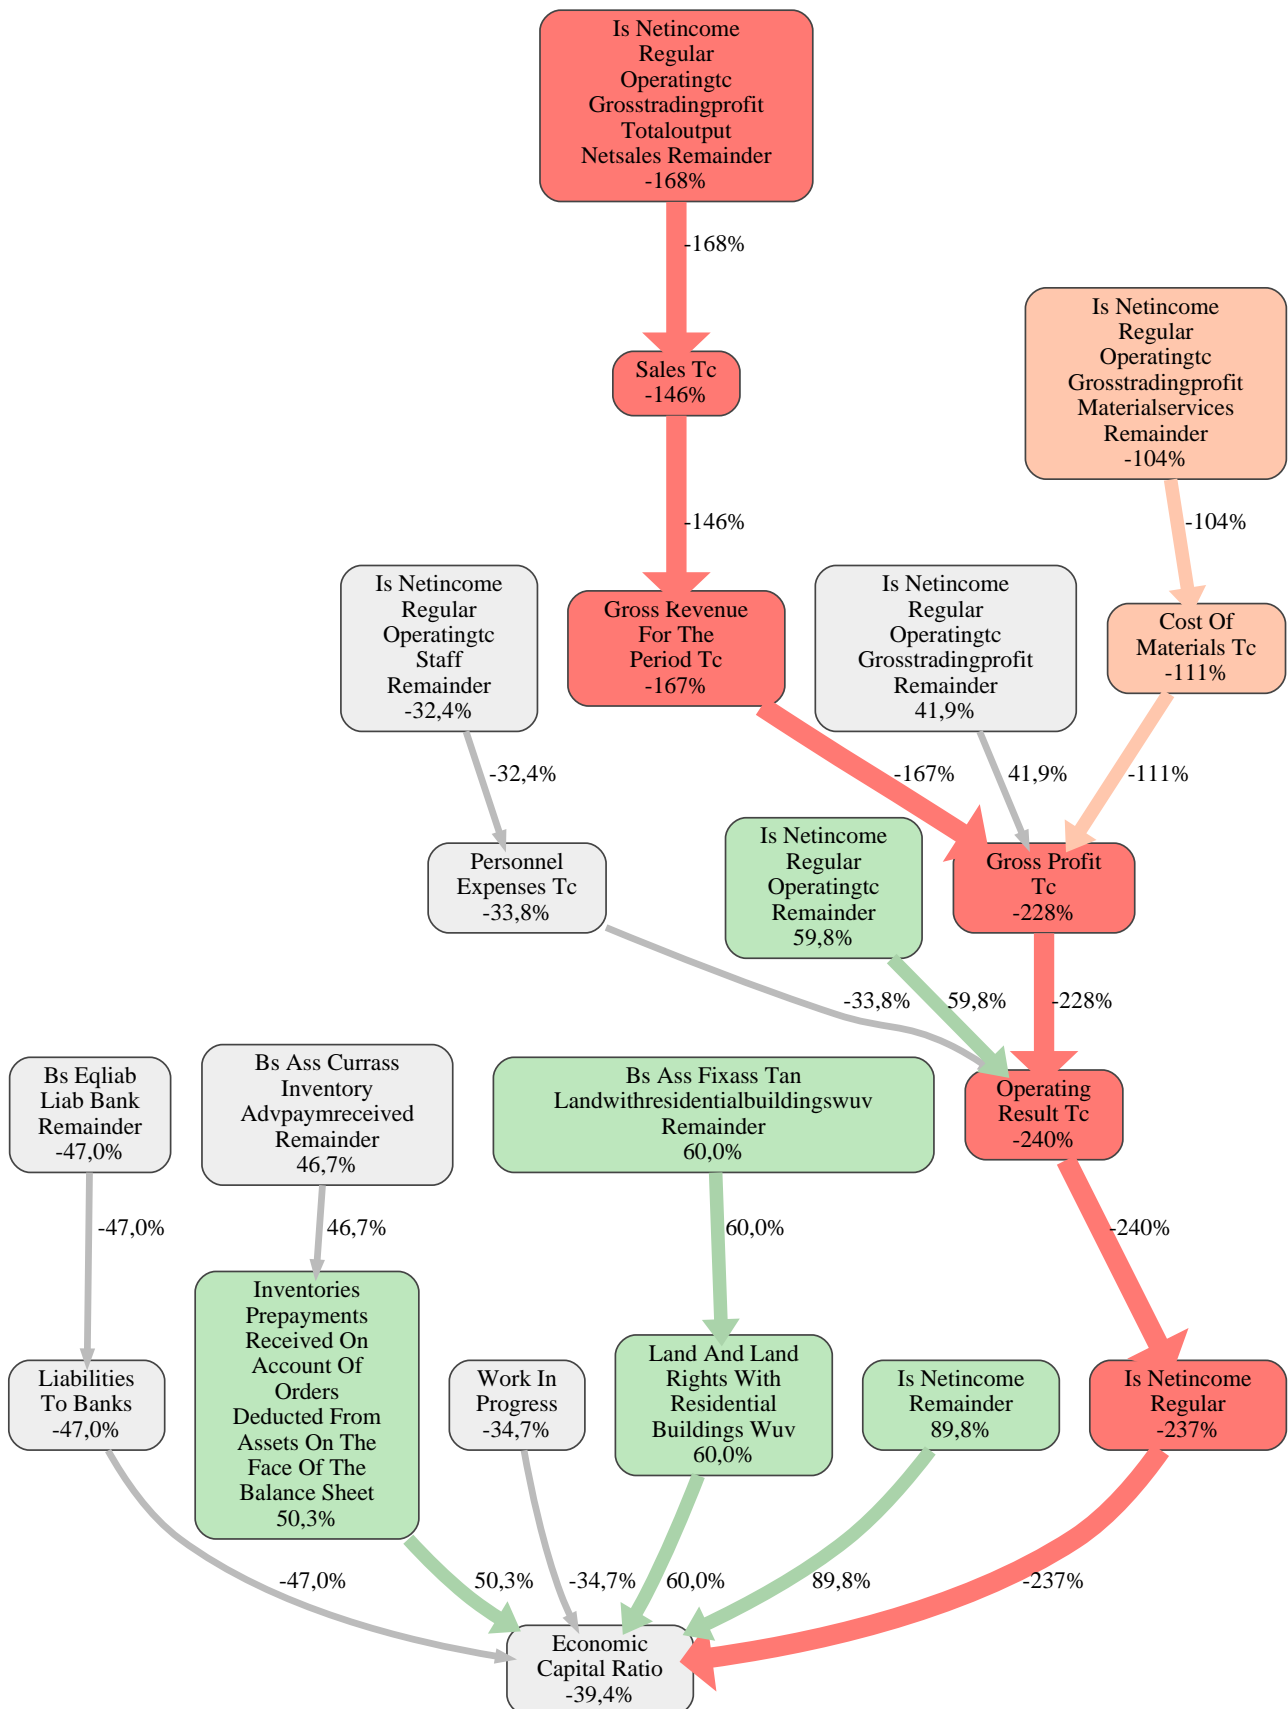 Is Netincome
Regular
Operatingtc
Grosstradingprofit
Totaloutput
Netsales Remainder
-168%
-168%
Is Netincome
Regular
Operatingtc
Grosstradingprofit
Materialservices
Remainder
-104%
Sales Tc
-146%
-146%
-104%
Is Netincome
Regular
Operatingtc
Staff
Remainder
-32,4%
Gross Revenue
For The
Period Tc
-167%
Is Netincome
Regular
Operatingtc
Grosstradingprofit
Remainder
41,9%
Cost Of
Materials Tc
-111%
-32,4%
-167%
41,9%
-111%
Personnel
Expenses Tc
-33,8%
Is Netincome
Regular
Operatingtc
Remainder
59,8%
Gross Profit
Tc
-228%
-33,8%
59,8%
-228%
Bs Eqliab
Liab Bank
Remainder
-47,0%
Bs Ass Currass
Inventory
Advpaymreceived
Remainder
46,7%
Bs Ass Fixass Tan
Landwithresidentialbuildingswuv
Remainder
60,0%
Operating
Result Tc
-240%
-47,0%
46,7%
60,0%
-240%
Liabilities
To Banks
-47,0%
Inventories
Prepayments
Received On
Account Of
Orders
Deducted From
Assets On The
Face Of The
Balance Sheet
50,3%
Work In
Progress
-34,7%
Land And Land
Rights With
Residential
Buildings Wuv
60,0%
Is Netincome
Remainder
89,8%
Is Netincome
Regular
-237%
-47,0%
50,3%
-34,7%
60,0%
89,8%
-237%
Economic
Capital Ratio
-39,4%